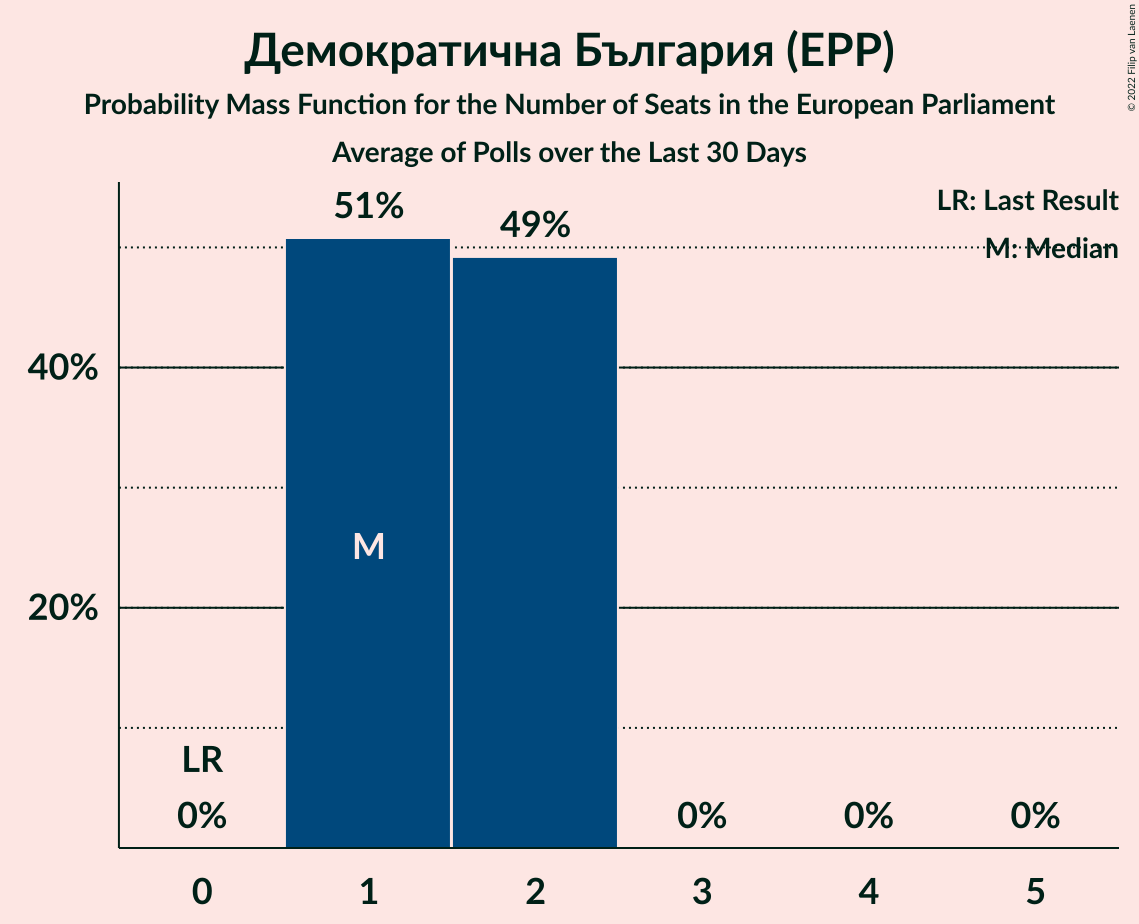 Демократична България (EPP)
Probability Mass Function for the Number of Seats in the European Parliament
Average of Polls over the Last 30 Days
© 2022 Filip van Laenen
LR: Last Result
M: Median
51%
49%
40%
20%
M
LR
0%
0%
0%
0%
0
1
2
3
4
5